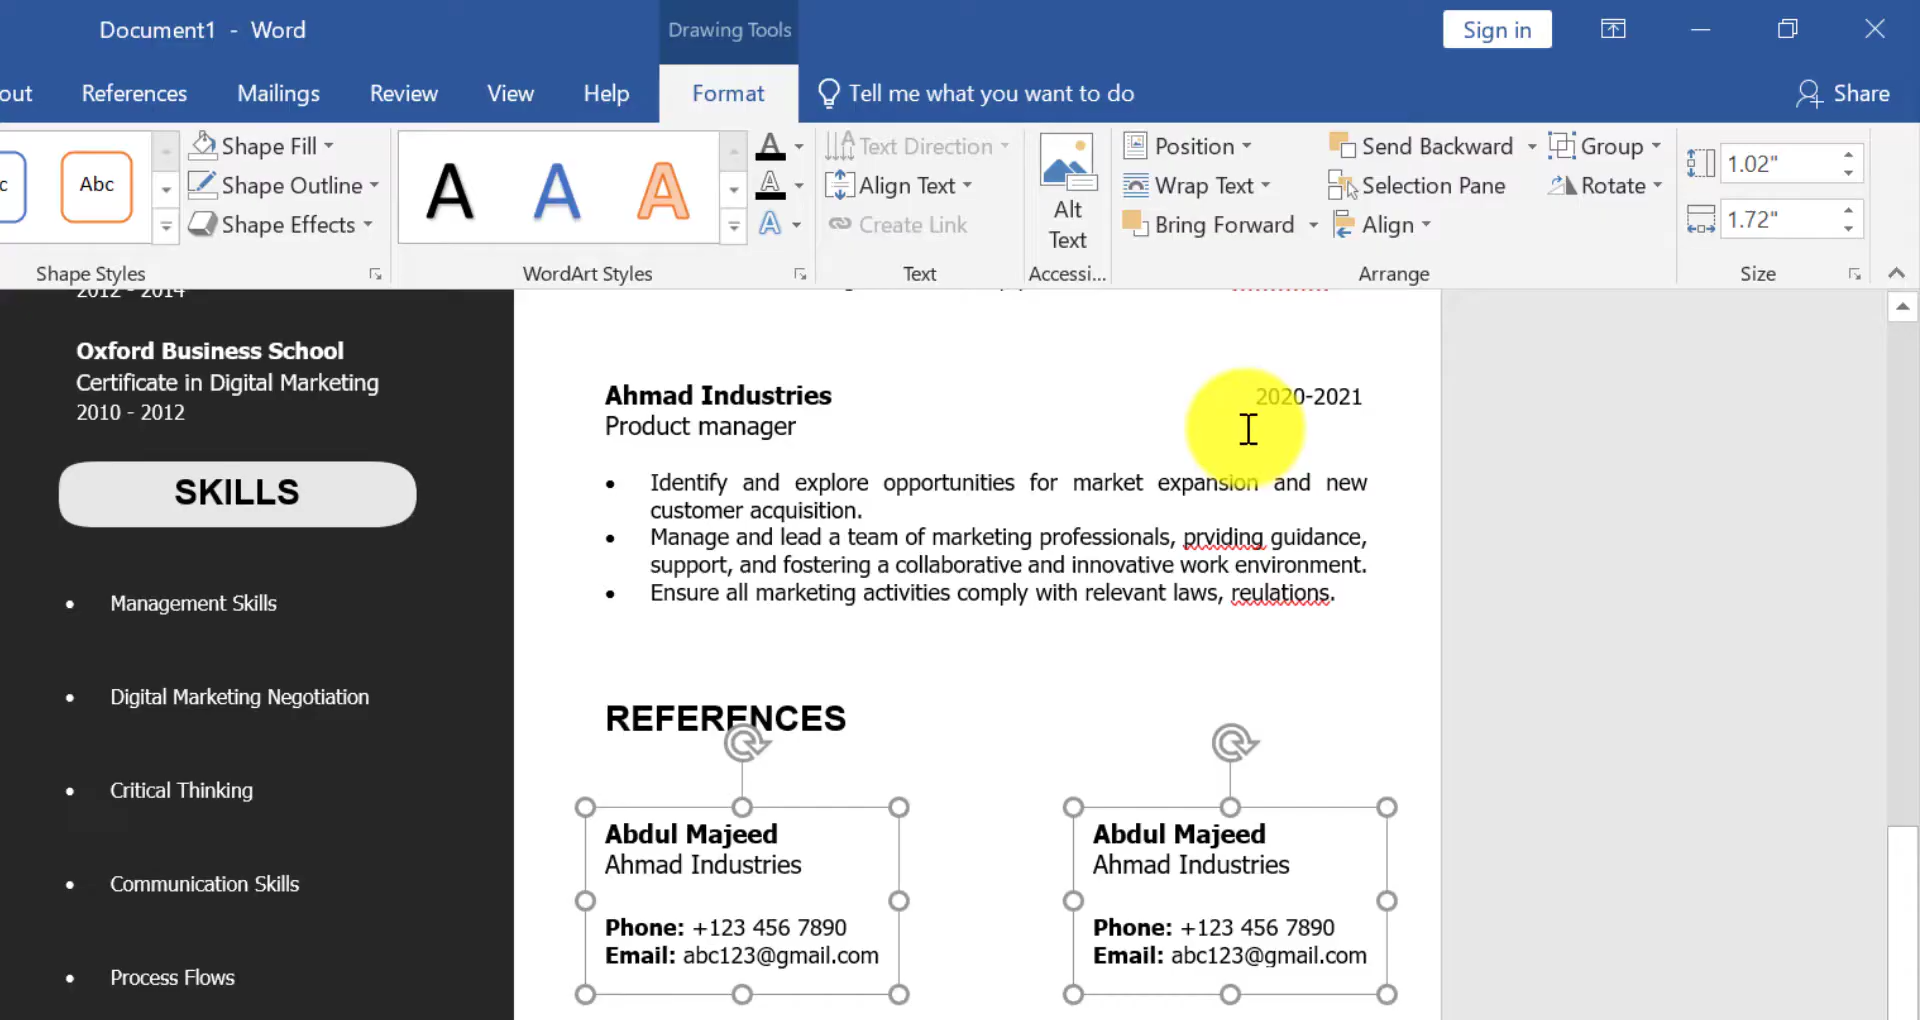 Document1 - Word
Drawing Tools
Sign in
out References Mailings Review View Help Format Tell me what you want to do Share
Abc
Shape Fill
Shape Outline
Shape Effects
Shape Styles
A A A
WordArt Styles
Text Direction
Align Text
Create Link
Text
Alt
Text
Accessi...
Position
Wrap Text
Bring Forward
Send Backward
Selection Pane
Align
Group
Rotate
Arrange
1.02"
1.72"
Size
2012 - 2014
Oxford Business School
Certificate in Digital Marketing
2010 - 2012
SKILLS
• Management Skills
• Digital Marketing Negotiation
• Critical Thinking
• Communication Skills
• Process Flows
Ahmad Industries 2020-2021
Product manager
• Identify and explore opportunities for market expansion and new
customer acquisition.
• Manage and lead a team of marketing professionals, prviding guidance,
support, and fostering a collaborative and innovative work environment.
• Ensure all marketing activities comply with relevant laws, reulations.
REFERENCES
Abdul Majeed
Ahmad Industries
Phone: +123 456 7890
Email: abc123@gmail.com
Abdul Majeed
Ahmad Industries
Phone: +123 456 7890
Email: abc123@gmail.com